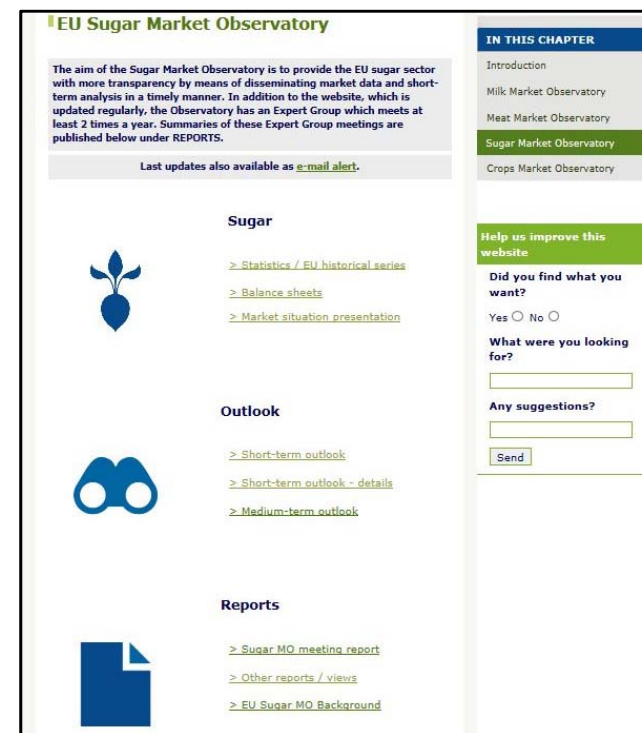 EU Sugar Market Observatory
The aim of the Sugar Market Observatory is to provide the EU sugar sector
with more transparency by means of disseminating market data and short-
term analysis in a timely manner. In addition to the website, which is
updated regularly, the Observatory has an Expert Group which meets at
least 2 times a year. Summaries of these Expert Group meetings are
published below under REPORTS.
Last updates also available as e-mail alert.
Sugar
> Statistics / EU historical series
> Balance sheets
> Market situation presentation
Outlook
> Short-term outlook
> Short-term outlook - details
> Medium-term outlook
Reports
> Sugar MO meeting report
> Other reports / views
> EU Sugar MO Background
IN THIS CHAPTER
Introduction
Milk Market Observatory
Meat Market Observatory
Sugar Market Observatory
Crops Market Observatory
Help us improve this
website
Did you find what you
want?
Yes No
What were you looking
for?
Any suggestions?
Send